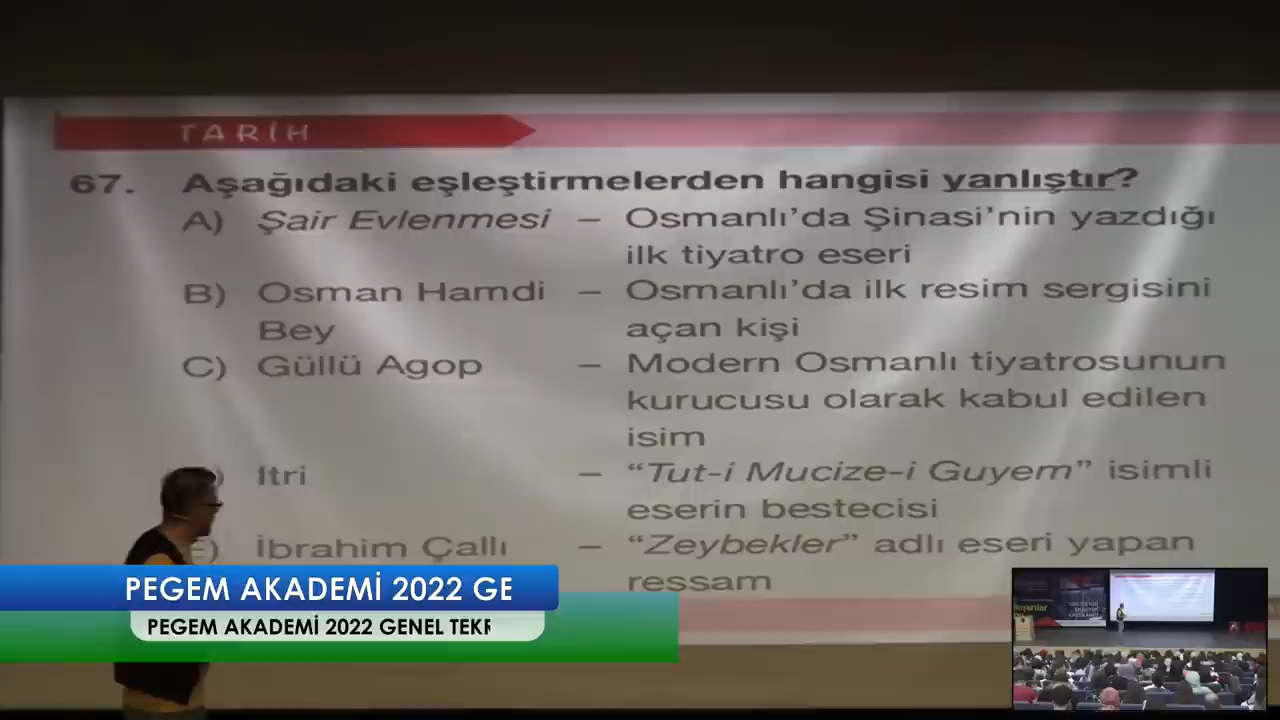 TARİH
67. Aşağıdaki eşleştirmelerden hangisi yanlıştır?
A) Şair Evlenmesi – Osmanlı’da Şinasi’nin yazdığı
ilk tiyatro eseri
B) Osman Hamdi – Osmanlı’da ilk resim sergisini
Bey açan kişi
C) Güllü Agop – Modern Osmanlı tiyatrosunun
kurucusu olarak kabul edilen
isim
) Itri – “Tut-i Mucize-i Guyem” isimli
eserin bestecisi
E) İbrahim Çallı – “Zeybekler” adlı eseri yapan
ressam
PEGEM AKADEMİ 2022 GE
PEGEM AKADEMİ 2022 GENEL TEKR